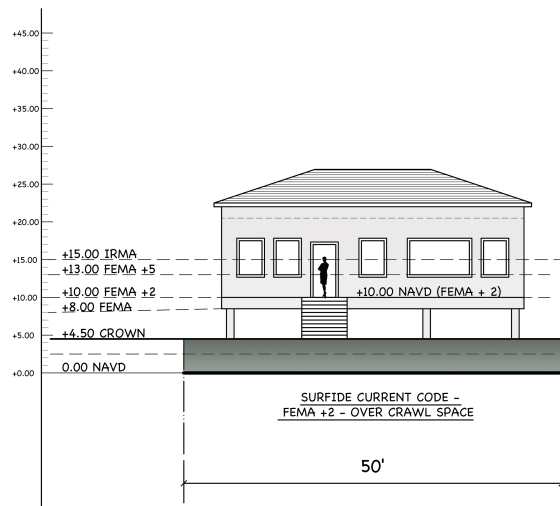 +45.00
+40.00
+35.00
+30.00
+25.00
+20.00
+15.00
+10.00
+5.00
+0.00
+15.00 IRMA
+13.00 FEMA +5
+10.00 FEMA +2
+10.00 NAVD (FEMA + 2)
+8.00 FEMA
+4.50 CROWN
0.00 NAVD
SURFIDE CURRENT CODE -
FEMA +2 - OVER CRAWL SPACE
50'